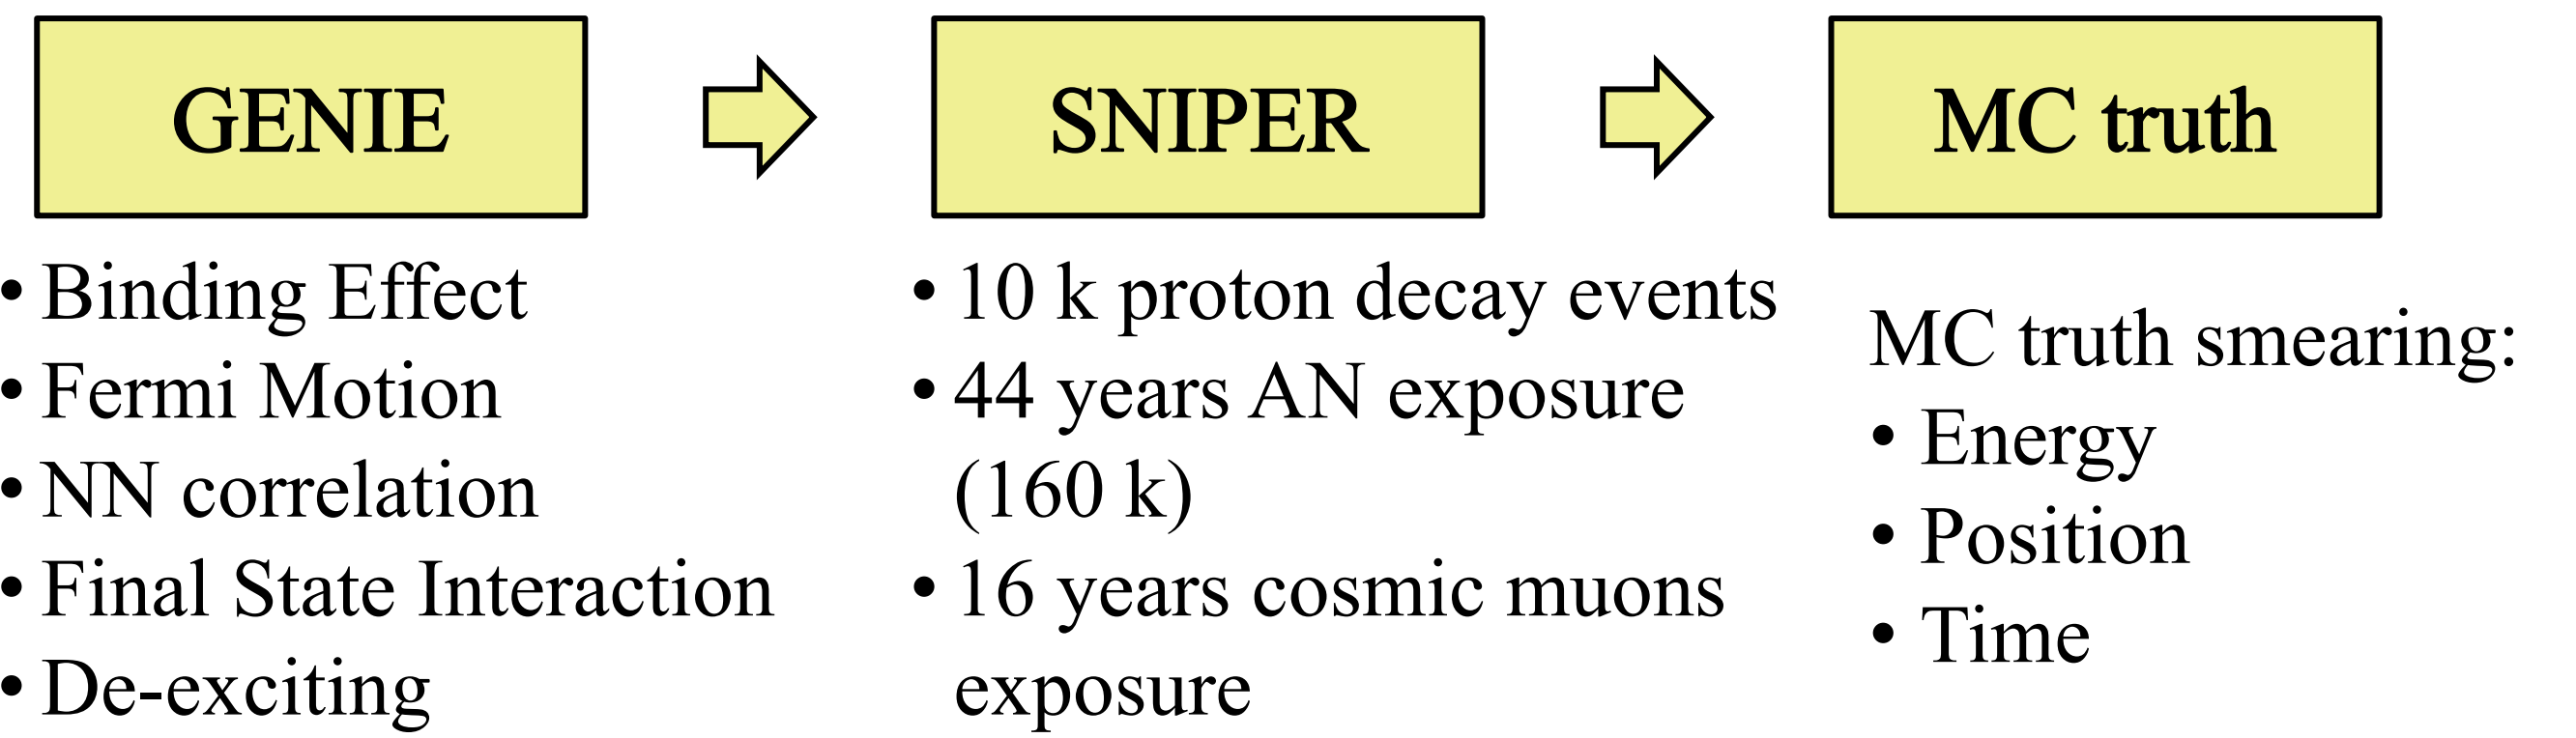 GENIE
SNIPER
MC truth
• Binding Effect
• Fermi Motion
• NN correlation
• Final State Interaction
• De-exciting
• 10 k proton decay events
• 44 years AN exposure
(160 k)
• 16 years cosmic muons
exposure
MC truth smearing:
• Energy
• Position
• Time